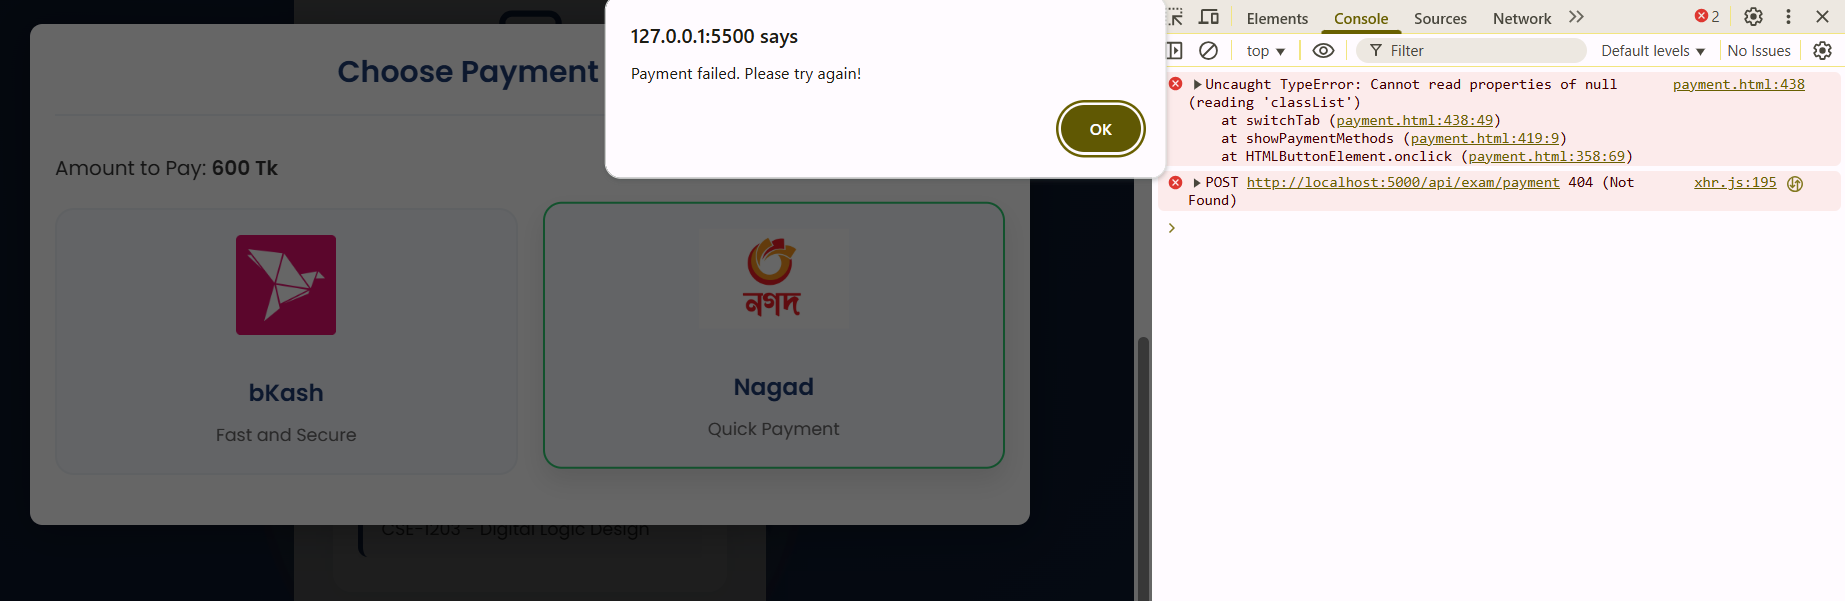 127.0.0.1:5500 says
Payment failed. Please try again!
OK
Choose Payment
Amount to Pay: 600 Tk
bKash
Fast and Secure
নগদ
Nagad
Quick Payment
CSE-1203 - Digital Logic Design
Elements Console Sources Network 2
top Filter Default levels No Issues
Uncaught TypeError: Cannot read properties of null payment.html:438
(reading 'classList')
at switchTab (payment.html:438:49)
at showPaymentMethods (payment.html:419:9)
at HTMLButtonElement.onclick (payment.html:358:69)
POST http://localhost:5000/api/exam/payment 404 (Not xhr.js:195
Found)